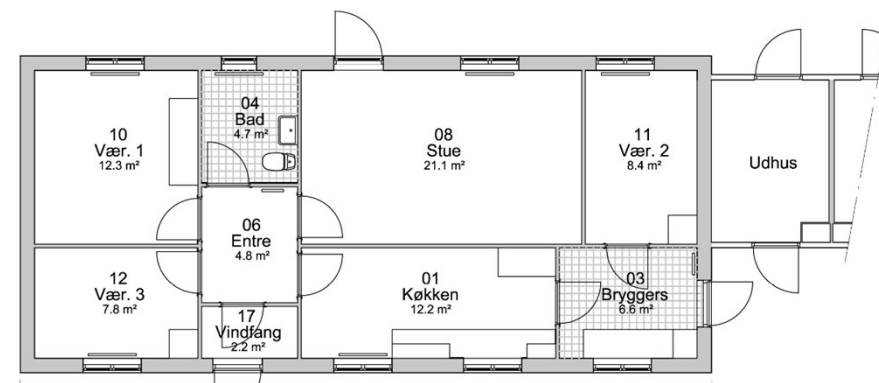 10
Vær. 1
12.3 m²
04
Bad
4.7 m²
08
Stue
21.1 m²
11
Vær. 2
8.4 m²
Udhus
06
Entre
4.8 m²
12
Vær. 3
7.8 m²
17
Vindfang
2.2 m²
01
Køkken
12.2 m²
03
Bryggers
6.6 m²